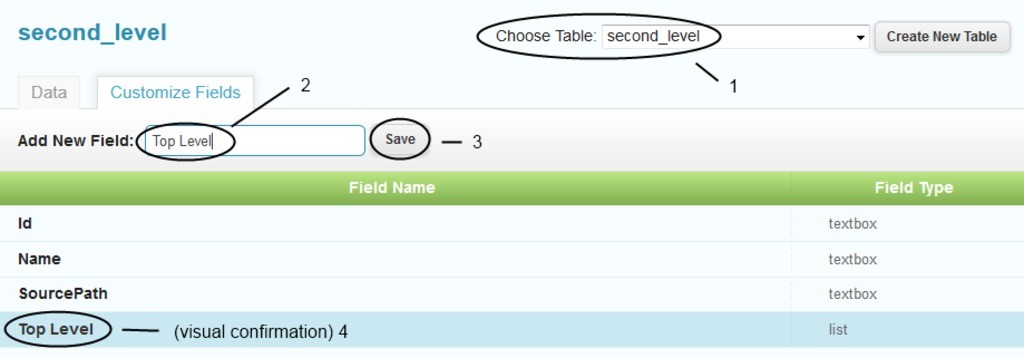 second_level
Choose Table: second_level
Create New Table
1
Data
Customize Fields
2
Add New Field: Top Level
Save
3
Field Name
Field Type
Id
textbox
Name
textbox
SourcePath
textbox
Top Level
(visual confirmation) 4
list